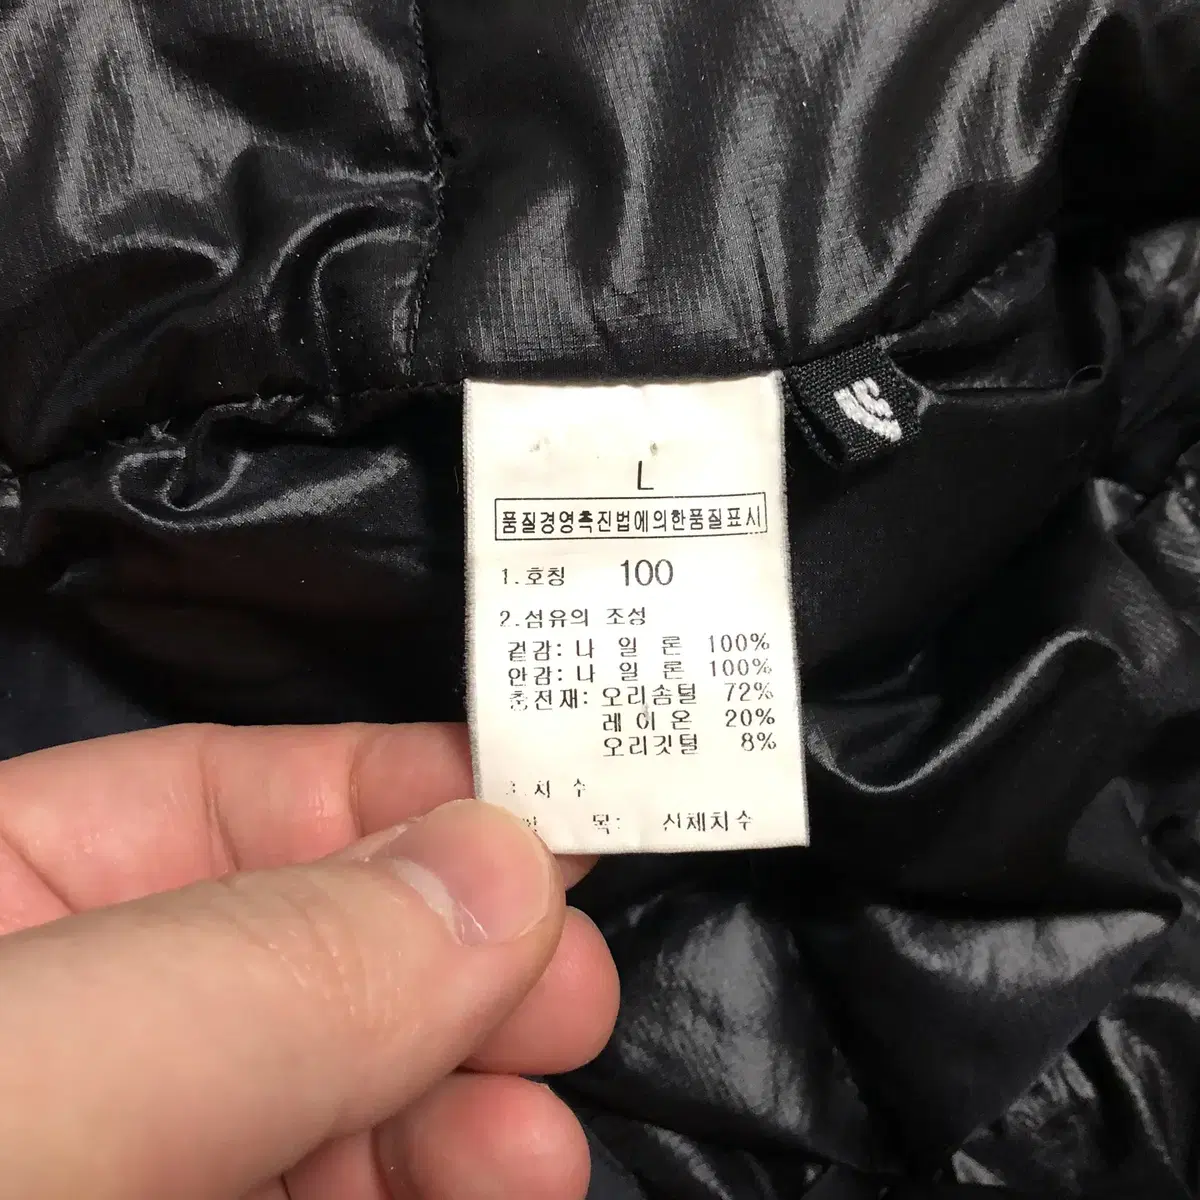 L
품질경영촉진법에의한품질표시
1.호칭 100
2.섬유의 조성
겉감: 나 일 론 100%
안감: 나 일 론 100%
충전재: 오리솜털 72%
레 이 온 20%
오리깃털 8%
3.치 수
목: 신체치수